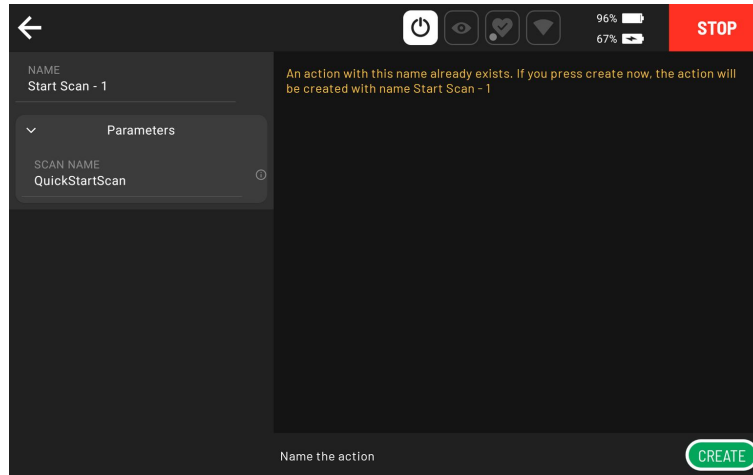 96%
67%
STOP
NAME
Start Scan - 1
Parameters
SCAN NAME
QuickStartScan
An action with this name already exists. If you press create now, the action will
be created with name Start Scan - 1
Name the action
CREATE